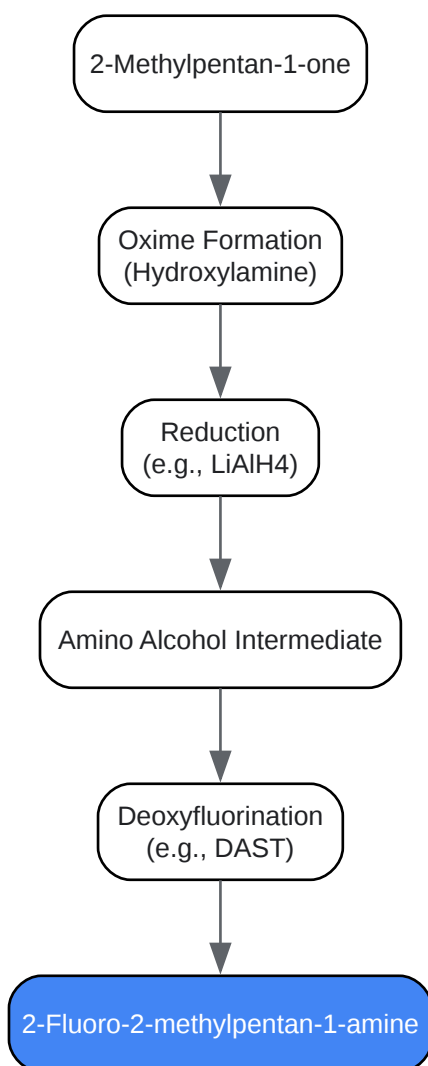 2-Methylpentan-1-one
Oxime Formation
(Hydroxylamine)
Reduction
(e.g., LiAlH4)
Amino Alcohol Intermediate
Deoxyfluorination
(e.g., DAST)
2-Fluoro-2-methylpentan-1-amine